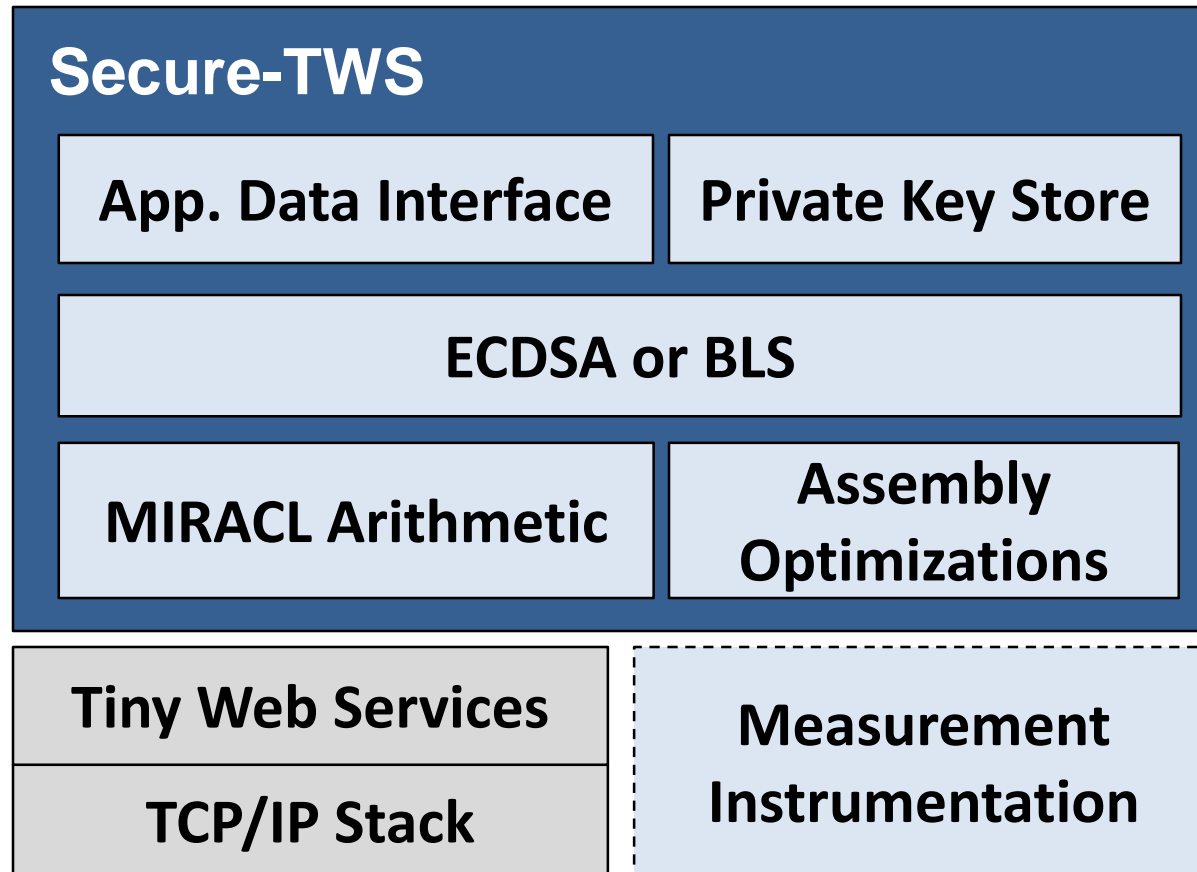 Secure-TWS
App. Data Interface
Private Key Store
ECDSA or BLS
MIRACL Arithmetic
Assembly
Optimizations
Tiny Web Services
TCP/IP Stack
Measurement
Instrumentation